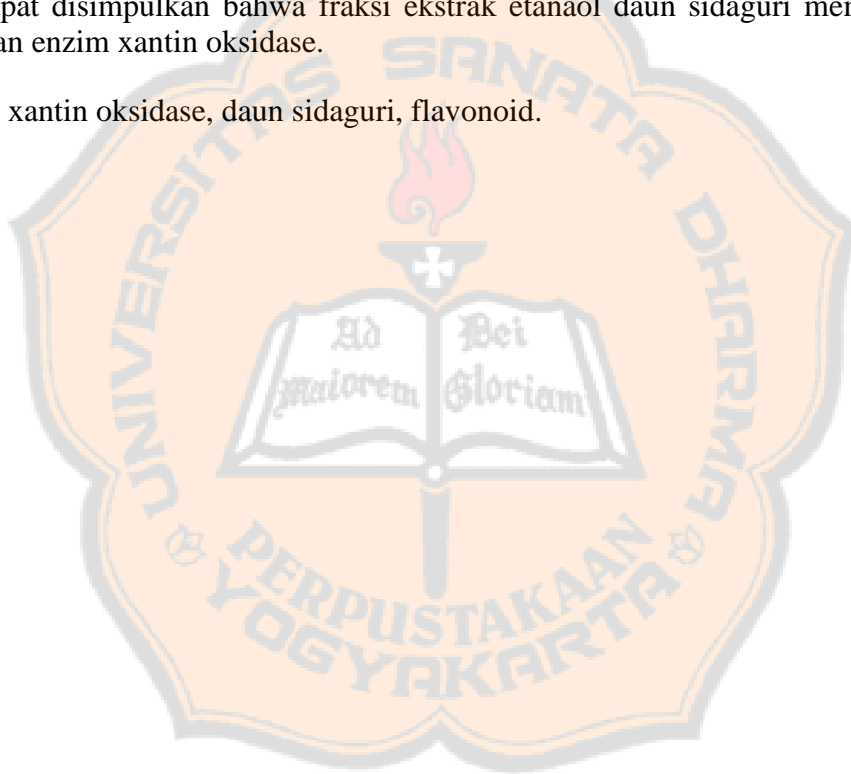 pat disimpulkan bahwa fraksi ekstrak etanaol daun sidaguri mer
an enzim xantin oksidase.
xantin oksidase, daun sidaguri, flavonoid.
UNIVERSITAS SANATA DHARMA
Ad Dei
maiorem Gloriam
PERPUSTAKAAN
YOGYAKARTA